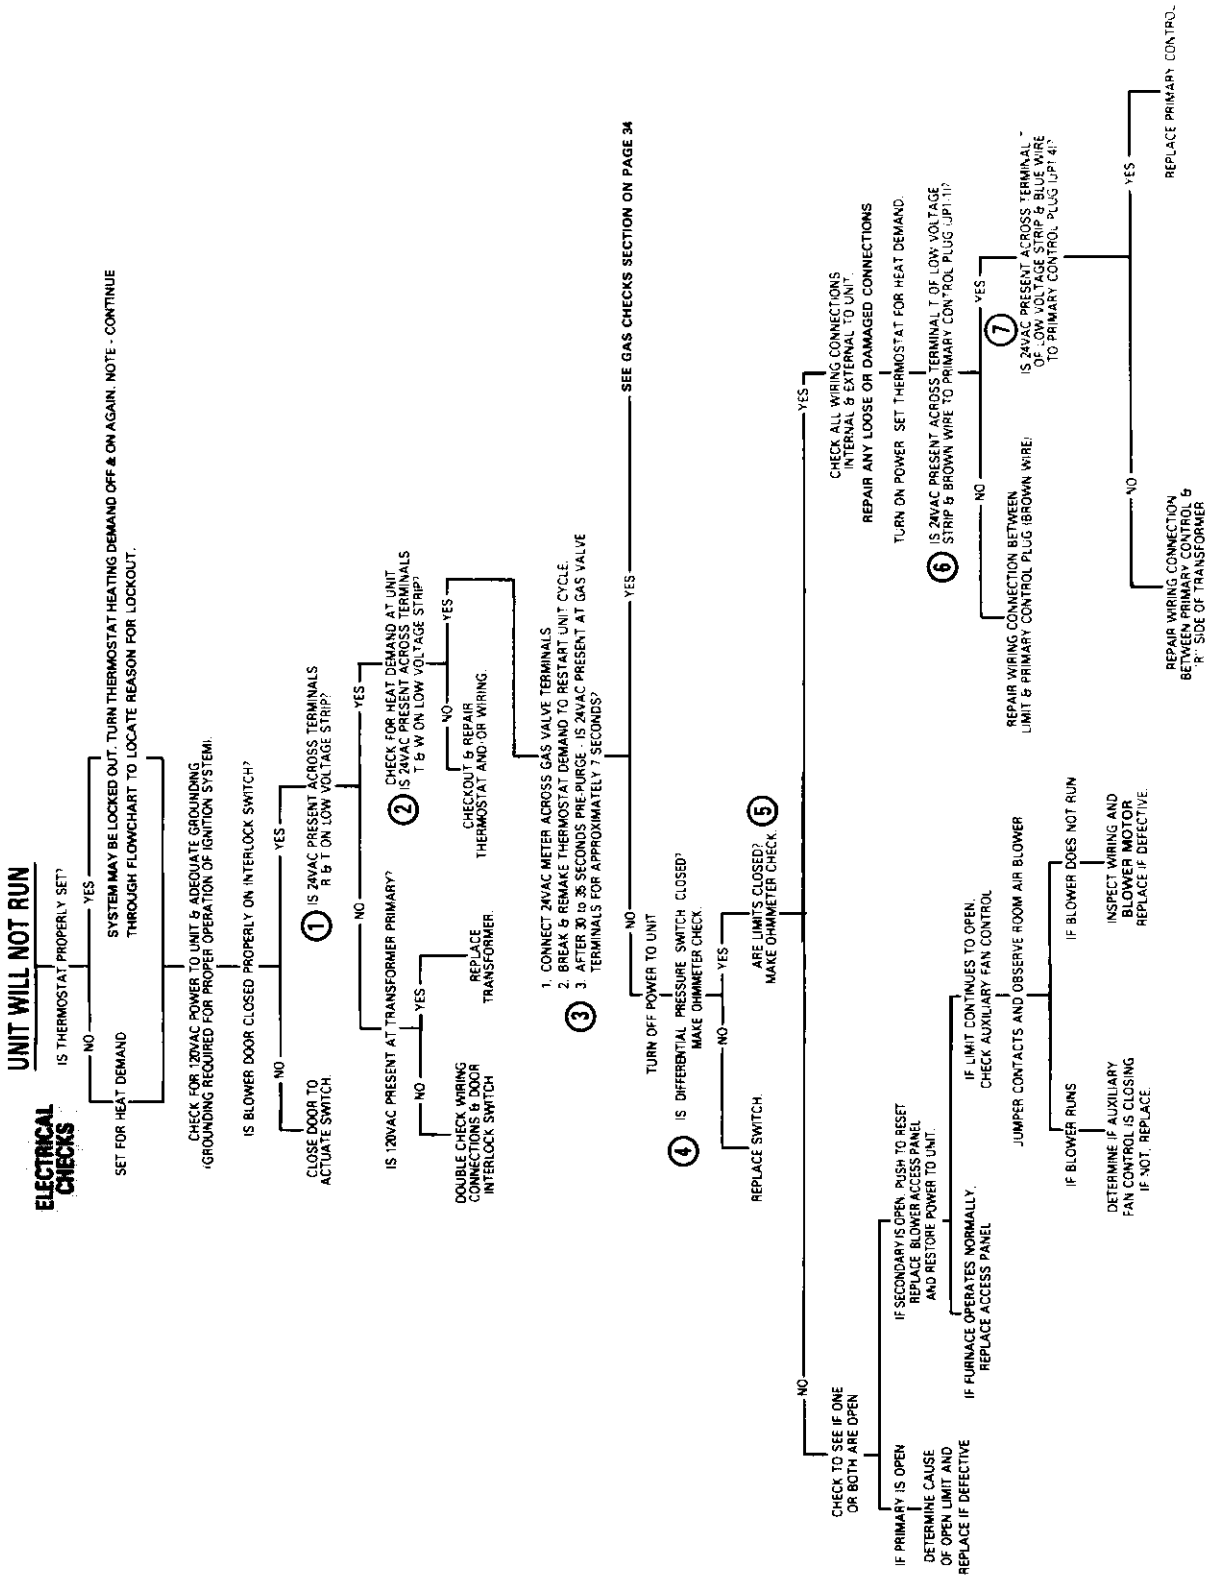 ELECTRICAL
CHECKS
UNIT WILL NOT RUN
IS THERMOSTAT PROPERLY SET?
NO
YES
SET FOR HEAT DEMAND
SYSTEM MAY BE LOCKED OUT. TURN THERMOSTAT HEATING DEMAND OFF & ON AGAIN. NOTE - CONTINUE
THROUGH FLOWCHART TO LOCATE REASON FOR LOCKOUT.
CHECK FOR 120VAC POWER TO UNIT & ADEQUATE GROUNDING
(GROUNDING REQUIRED FOR PROPER OPERATION OF IGNITION SYSTEM).
IS BLOWER DOOR CLOSED PROPERLY ON INTERLOCK SWITCH?
NO
YES
CLOSE DOOR TO
ACTUATE SWITCH.
1 IS 24VAC PRESENT ACROSS TERMINALS
R & T ON LOW VOLTAGE STRIP?
NO
YES
IS 120VAC PRESENT AT TRANSFORMER PRIMARY?
NO
YES
DOUBLE CHECK WIRING
CONNECTIONS & DOOR
INTERLOCK SWITCH
REPLACE
TRANSFORMER.
CHECK FOR HEAT DEMAND AT UNIT
2 IS 24VAC PRESENT ACROSS TERMINALS
T & W ON LOW VOLTAGE STRIP?
NO
YES
CHECKOUT & REPAIR
THERMOSTAT AND/OR WIRING.
1. CONNECT 24VAC METER ACROSS GAS VALVE TERMINALS
2. BREAK & REMAKE THERMOSTAT DEMAND TO RESTART UNIT CYCLE.
3 3. AFTER 30 to 35 SECONDS PRE-PURGE - IS 24VAC PRESENT AT GAS VALVE
TERMINALS FOR APPROXIMATELY 7 SECONDS?
NO
YES
SEE GAS CHECKS SECTION ON PAGE 34
TURN OFF POWER TO UNIT
4 IS DIFFERENTIAL PRESSURE SWITCH CLOSED?
MAKE OHMMETER CHECK.
NO
YES
REPLACE SWITCH.
ARE LIMITS CLOSED?
MAKE OHMMETER CHECK. 5
NO
YES
CHECK TO SEE IF ONE
OR BOTH ARE OPEN
IF PRIMARY IS OPEN
DETERMINE CAUSE
OF OPEN LIMIT AND
REPLACE IF DEFECTIVE
IF SECONDARY IS OPEN, PUSH TO RESET
REPLACE BLOWER ACCESS PANEL
AND RESTORE POWER TO UNIT.
IF FURNACE OPERATES NORMALLY.
REPLACE ACCESS PANEL
IF LIMIT CONTINUES TO OPEN.
CHECK AUXILIARY FAN CONTROL
JUMPER CONTACTS AND OBSERVE ROOM AIR BLOWER
IF BLOWER RUNS
IF BLOWER DOES NOT RUN
DETERMINE IF AUXILIARY
FAN CONTROL IS CLOSING
IF NOT, REPLACE.
INSPECT WIRING AND
BLOWER MOTOR
REPLACE IF DEFECTIVE.
CHECK ALL WIRING CONNECTIONS
INTERNAL & EXTERNAL TO UNIT.
REPAIR ANY LOOSE OR DAMAGED CONNECTIONS
TURN ON POWER SET THERMOSTAT FOR HEAT DEMAND.
6 IS 24VAC PRESENT ACROSS TERMINAL T OF LOW VOLTAGE
STRIP & BROWN WIRE TO PRIMARY CONTROL PLUG (JP1-1)?
NO
YES
REPAIR WIRING CONNECTION BETWEEN
LIMIT & PRIMARY CONTROL PLUG (BROWN WIRE)
7
IS 24VAC PRESENT ACROSS TERMINAL T
OF LOW VOLTAGE STRIP & BLUE WIRE
TO PRIMARY CONTROL PLUG (JP1 4)?
NO
YES
REPAIR WIRING CONNECTION
BETWEEN PRIMARY CONTROL &
"R" SIDE OF TRANSFORMER
REPLACE PRIMARY CONTROL